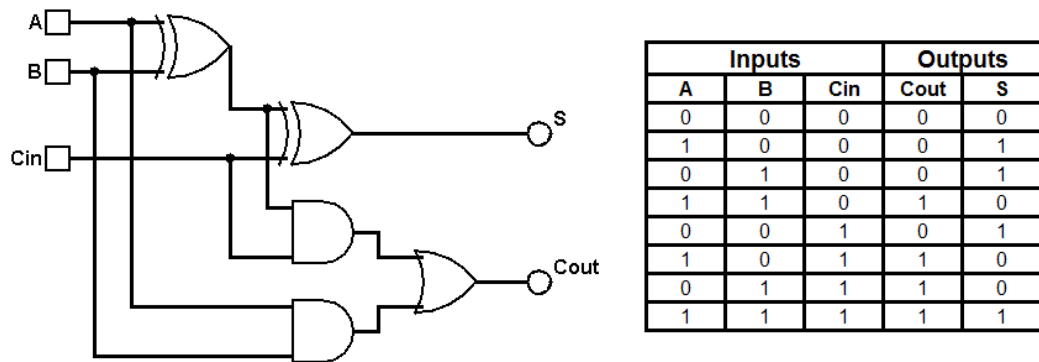 A
B
Cin
S
Cout
Inputs Outputs
A B Cin Cout S
0 0 0 0 0
1 0 0 0 1
0 1 0 0 1
1 1 0 1 0
0 0 1 0 1
1 0 1 1 0
0 1 1 1 0
1 1 1 1 1